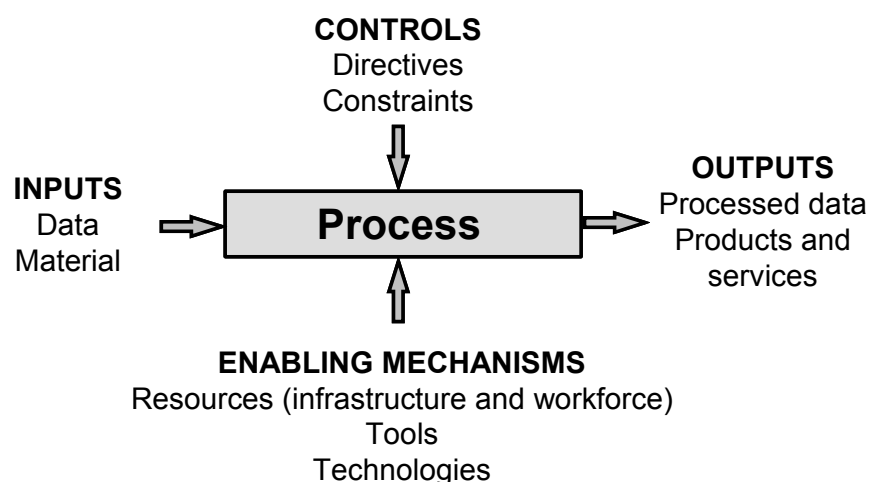 CONTROLS
Directives
Constraints
INPUTS
Data
Material
Process
OUTPUTS
Processed data
Products and
services
ENABLING MECHANISMS
Resources (infrastructure and workforce)
Tools
Technologies